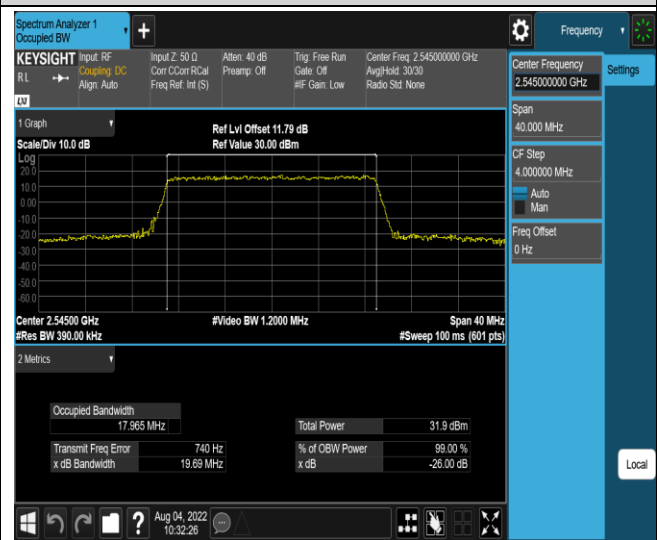 Spectrum Analyzer 1
Occupied BW
+
Frequency
KEYSIGHT
RL
LXI
Input: RF
Coupling: DC
Align: Auto
Input Z: 50 Ω
Corr CCorr RCal
Freq Ref: Int (S)
Atten: 40 dB
Preamp: Off
Trig: Free Run
Gate: Off
#IF Gain: Low
Center Freq: 2.545000000 GHz
Avg|Hold: 30/30
Radio Std: None
Center Frequency
2.545000000 GHz
Settings
Span
40.000 MHz
CF Step
4.000000 MHz
Auto
Man
Freq Offset
0 Hz
Local
1 Graph
Scale/Div 10.0 dB
Ref Lvl Offset 11.79 dB
Ref Value 30.00 dBm
Log
20.0
10.0
0.00
-10.0
-20.0
-30.0
-40.0
-50.0
-60.0
Center 2.54500 GHz
#Res BW 390.00 kHz
#Video BW 1.2000 MHz
Span 40 MHz
#Sweep 100 ms (601 pts)
2 Metrics
Occupied Bandwidth
17.965 MHz
Total Power 31.9 dBm
Transmit Freq Error 740 Hz
% of OBW Power 99.00 %
x dB Bandwidth 19.69 MHz
x dB -26.00 dB
?
Aug 04, 2022
10:32:26